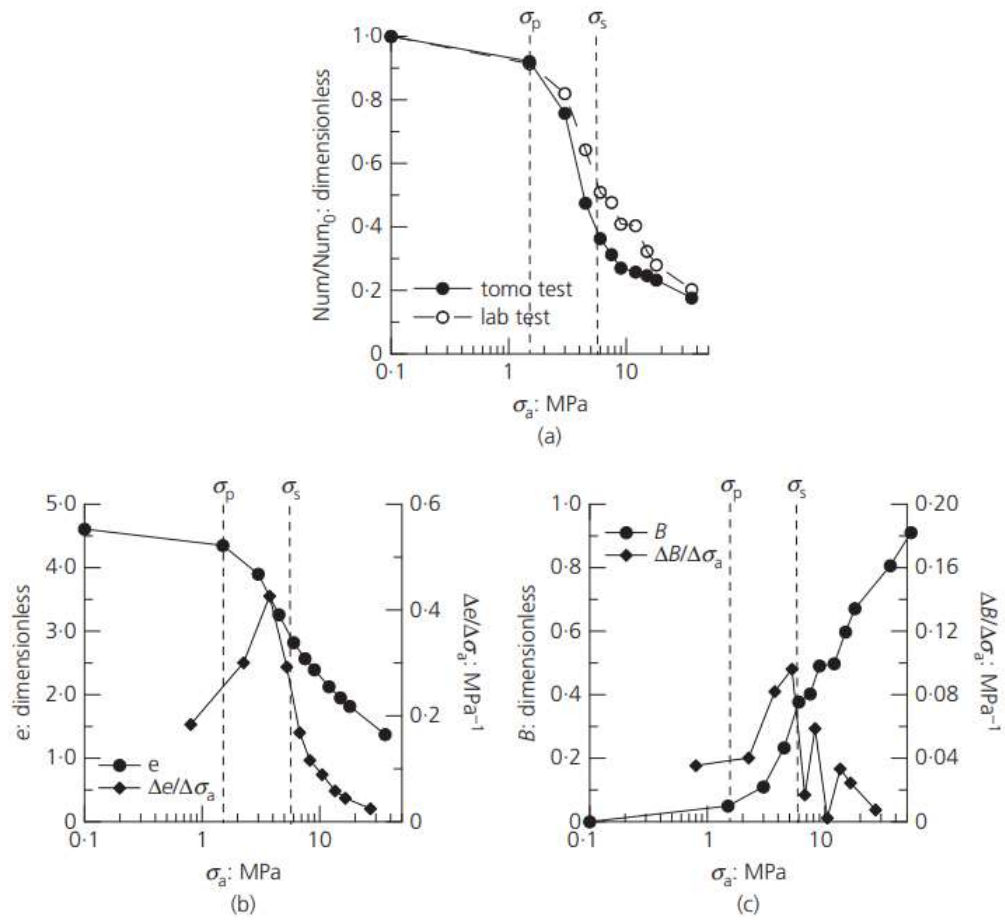 σp σs
1·0
0·8
0·6
0·4
0·2
0
Num/Num0: dimensionless
tomo test
lab test
0·1 1 10
σa: MPa
(a)
σp σs
5·0
4·0
3·0
2·0
1·0
0
e: dimensionless
0·6
0·4
0·2
0
Δe/Δσa: MPa−1
e
Δe/Δσa
0·1 1 10
σa: MPa
(b)
σp σs
1·0
0·8
0·6
0·4
0·2
0
B: dimensionless
0·20
0·16
0·12
0·08
0·04
0
ΔB/Δσa: MPa−1
B
ΔB/Δσa
0·1 1 10
σa: MPa
(c)